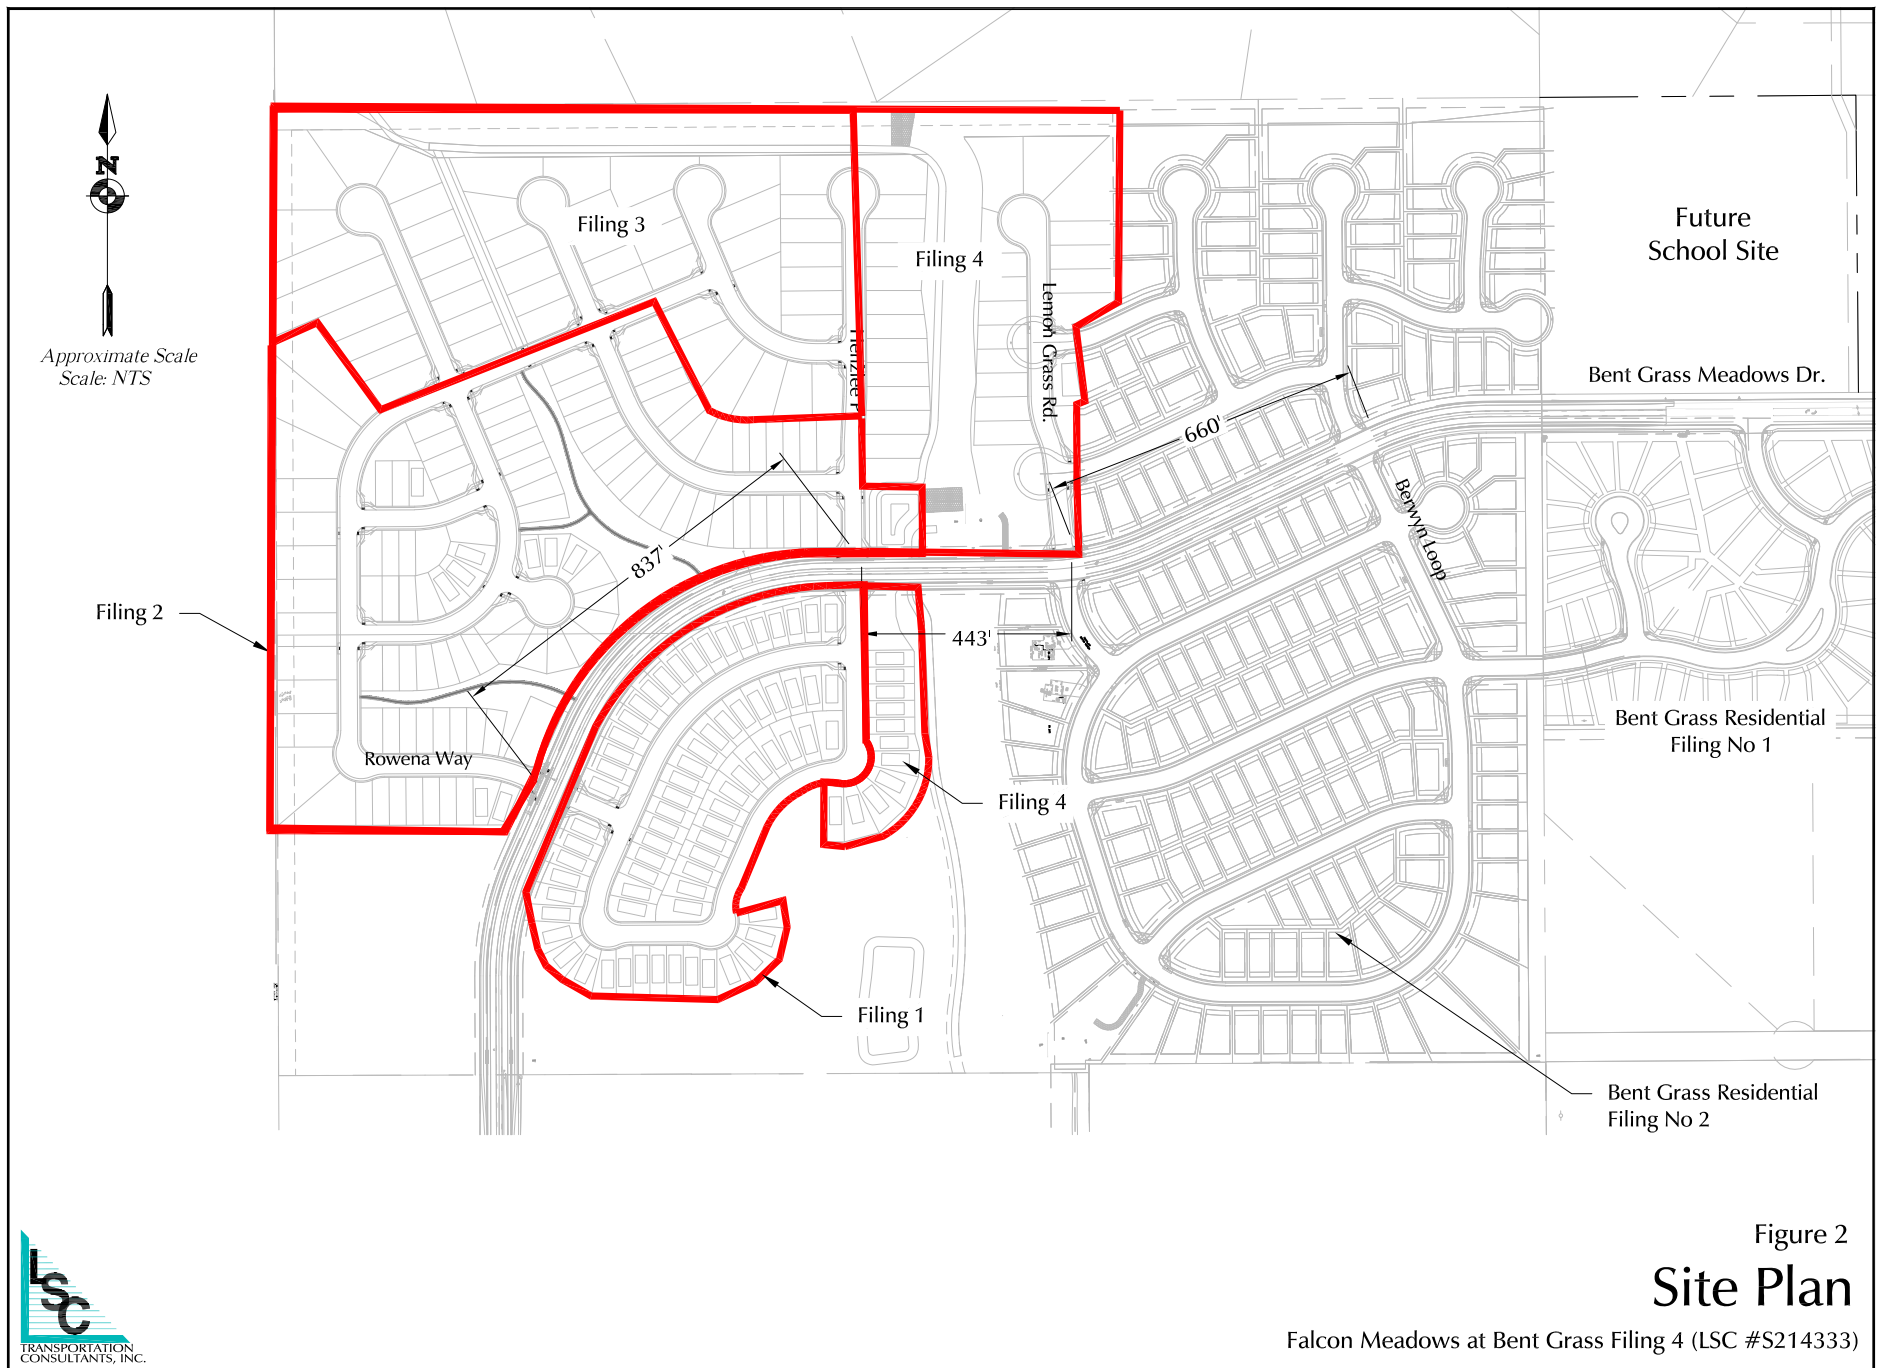 N
Approximate Scale
Scale: NTS
Filing 3
Filing 4
Lemon Grass Rd.
Future
School Site
Bent Grass Meadows Dr.
660'
837'
Berwyn Loop
Filing 2
443'
Rowena Way
Filing 4
Bent Grass Residential
Filing No 1
Filing 1
Bent Grass Residential
Filing No 2
Figure 2
Site Plan
Falcon Meadows at Bent Grass Filing 4 (LSC #S214333)
LSC
TRANSPORTATION
CONSULTANTS, INC.